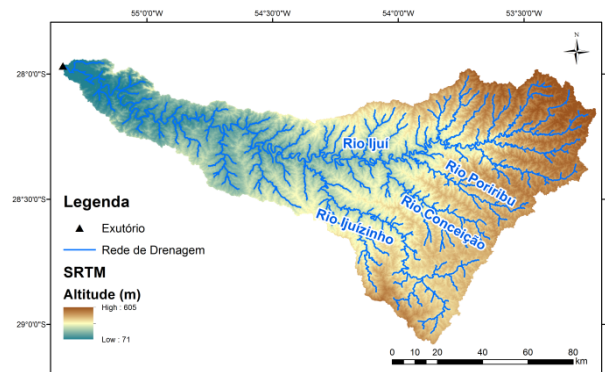 55°0'0"O 54°30'0"O 54°0'0"O 53°30'0"O
N
28°0'0"S
Rio Ijuí
Rio Poriribu
28°30'0"S
Rio Conceição
Rio Ijuizinho
Legenda
Exutório
Rede de Drenagem
SRTM
Altitude (m)
High : 605
Low : 71
29°0'0"S
0 10 20 40 60 80
km